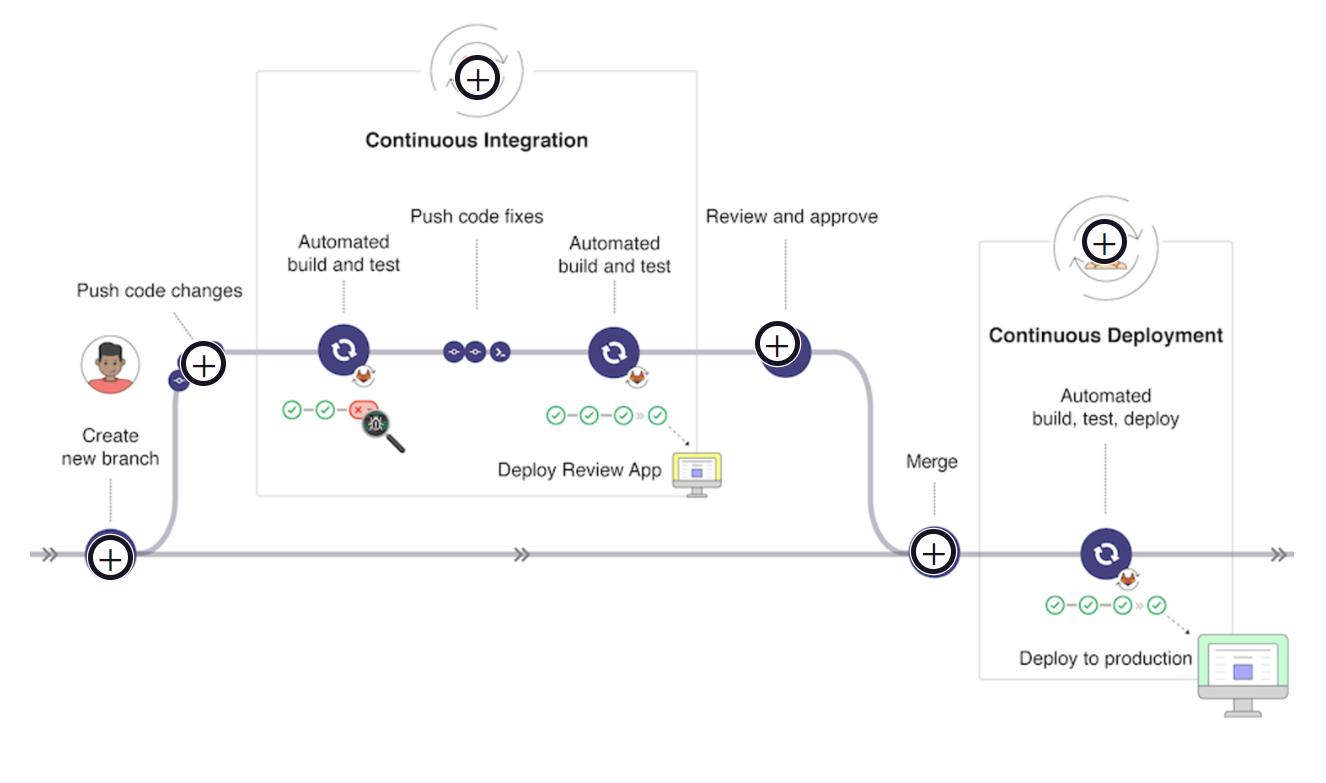 Continuous Integration
Push code fixes
Review and approve
Automated
build and test
Automated
build and test
Push code changes
Continuous Deployment
Automated
build, test, deploy
Create
new branch
Deploy Review App
Merge
Deploy to production